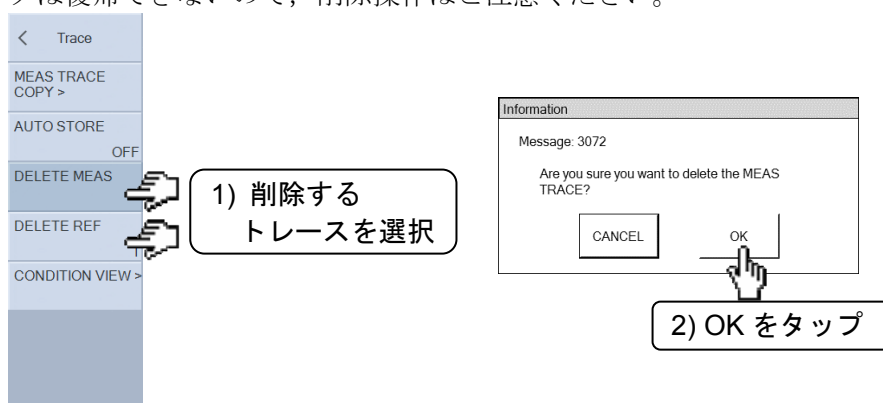 タは復帰できないので，削除操作はご注意ください。
< Trace
MEAS TRACE
COPY >
AUTO STORE
OFF
DELETE MEAS
DELETE REF
CONDITION VIEW >
1) 削除する
トレースを選択
Information
Message: 3072
Are you sure you want to delete the MEAS
TRACE?
CANCEL
OK
2) OK をタップ